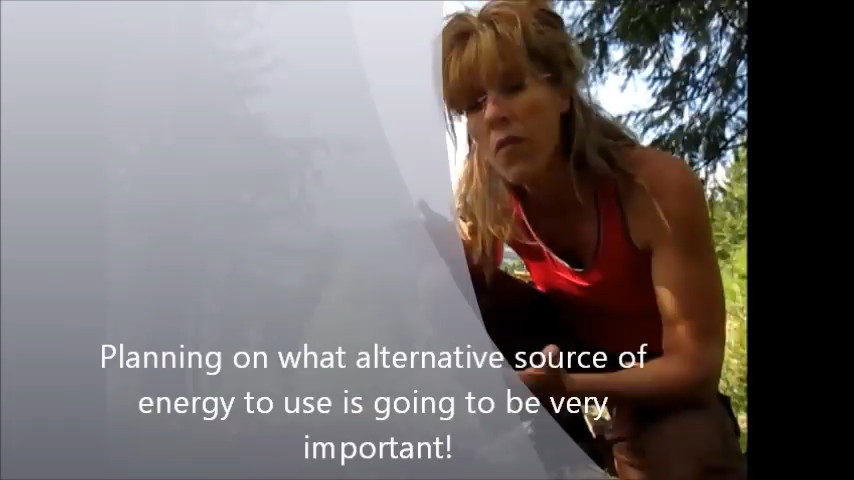 Planning on what alternative source of
energy to use is going to be very
important!